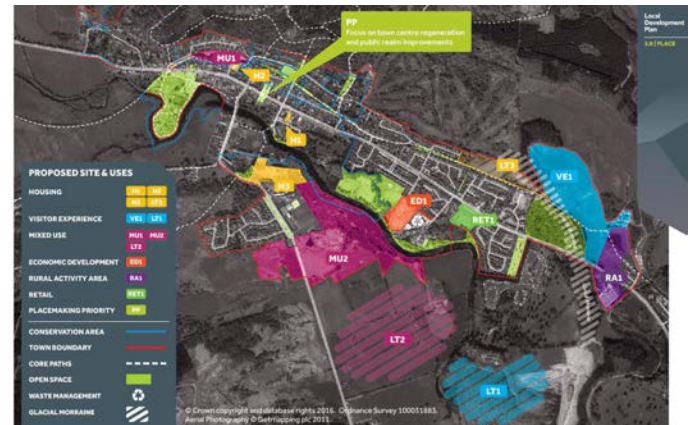 PP
Focus on town centre regeneration
and public realm improvements
Local
Development
Plan
3.0 | PLACE
MU1
H2
H3
LT3
VE1
ED1
RET1
RA1
MU2
LT2
LT1
PROPOSED SITE & USES
HOUSING
H2
LT3
VISITOR EXPERIENCE VE1 LT1
MIXED USE MU1 MU2
LT2
ECONOMIC DEVELOPMENT ED1
RURAL ACTIVITY AREA RA1
RETAIL RET1
PLACEMAKING PRIORITY PP
CONSERVATION AREA
TOWN BOUNDARY
CORE PATHS
OPEN SPACE
WASTE MANAGEMENT
GLACIAL MORRAINE
© Crown copyright and database rights 2016. Ordnance Survey 100031883.
Aerial Photography © Getmapping plc 2011.